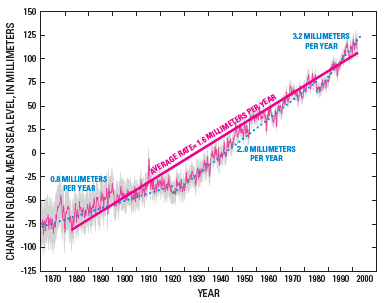 CHANGE IN GLOBAL MEAN SEA LEVEL, IN MILLIMETERS
150
125
100
75
50
25
0
-25
-50
-75
-100
-125
3.2 MILLIMETERS
PER YEAR
AVERAGE RATE= 1.6 MILLIMETERS PER YEAR
2.0 MILLIMETERS
PER YEAR
0.8 MILLIMETERS
PER YEAR
1870 1880 1890 1900 1910 1920 1930 1940 1950 1960 1970 1980 1990 2000
YEAR